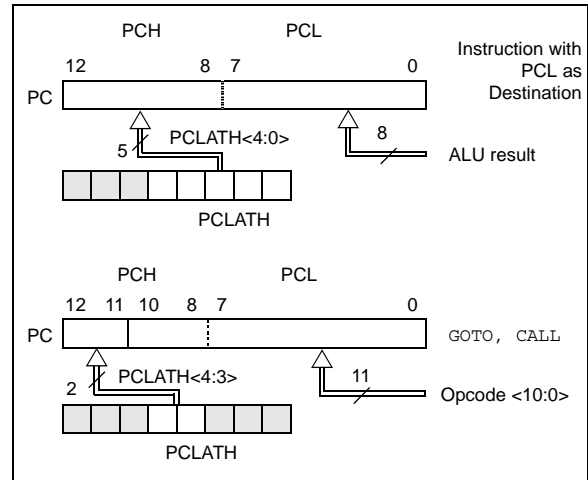 PCH PCL
12 8 7 0
Instruction with
PCL as
Destination
PC
5 PCLATH<4:0> 8
ALU result
PCLATH
PCH PCL
12 11 10 8 7 0
PC GOTO, CALL
2 PCLATH<4:3> 11
Opcode <10:0>
PCLATH